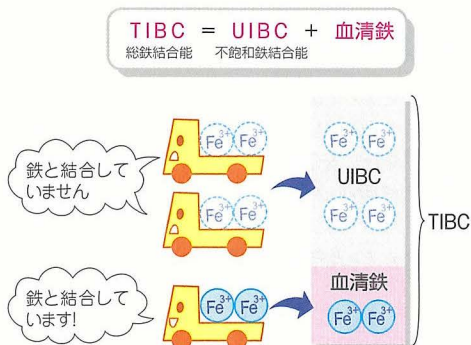 TIBC = UIBC + 血清鉄
総鉄結合能 不飽和鉄結合能
鉄と結合して
いません
Fe³⁺ Fe³⁺
Fe³⁺ Fe³⁺
Fe³⁺ Fe³⁺
UIBC
Fe³⁺ Fe³⁺
TIBC
鉄と結合して
います!
Fe³⁺ Fe³⁺
血清鉄
Fe³⁺ Fe³⁺